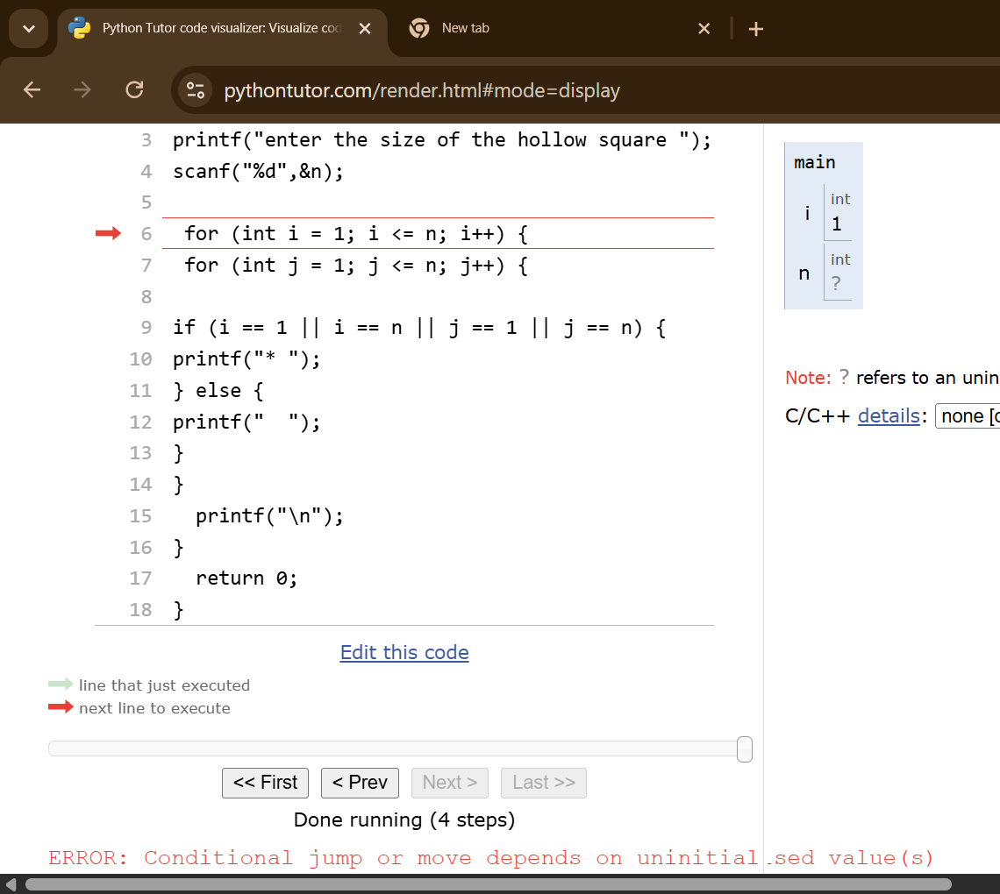 Python Tutor code visualizer: Visualize cod
New tab
pythontutor.com/render.html#mode=display
3 printf("enter the size of the hollow square ");
4 scanf("%d",&n);
5
6 for (int i = 1; i <= n; i++) {
7 for (int j = 1; j <= n; j++) {
8
9 if (i == 1 || i == n || j == 1 || j == n) {
10 printf("* ");
11 } else {
12 printf("  ");
13 }
14 }
15 printf("\n");
16 }
17 return 0;
18 }
Edit this code
line that just executed
next line to execute
<< First < Prev Next > Last >>
Done running (4 steps)
ERROR: Conditional jump or move depends on uninitialised value(s)
main
int
i 1
int
n ?
Note: ? refers to an unin
C/C++ details: none [d